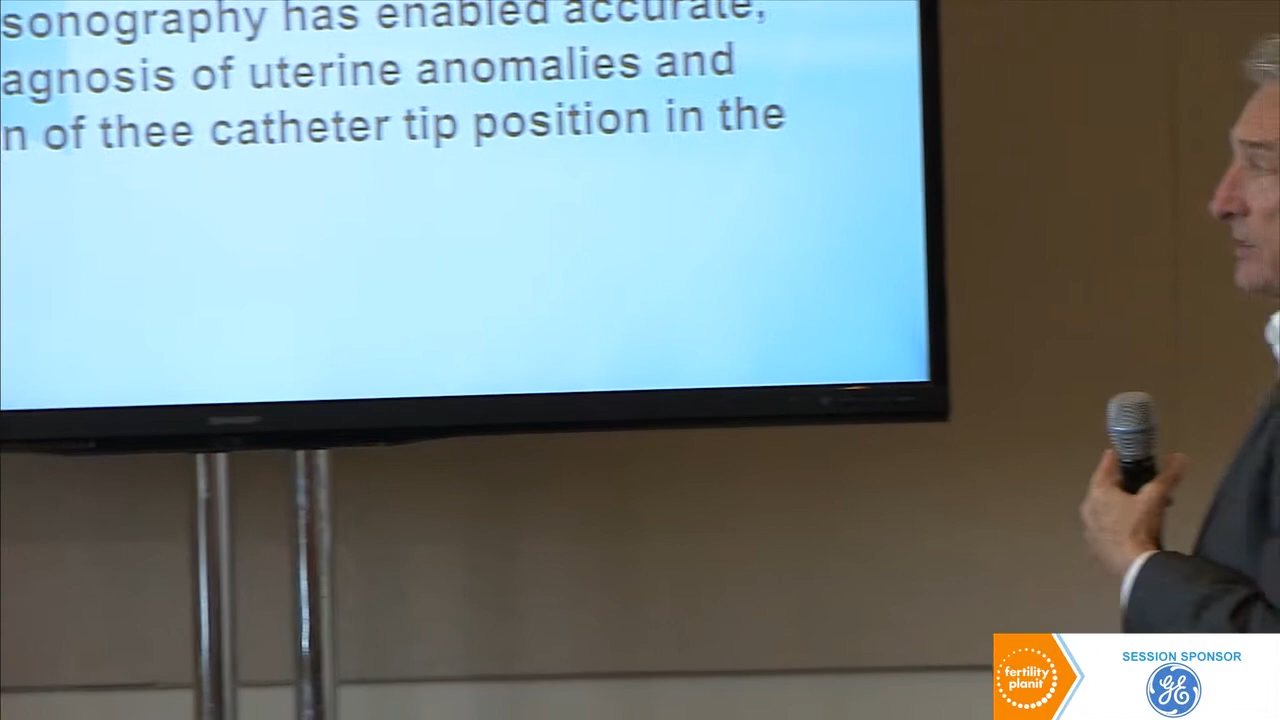 sonography has enabled accurate,
agnosis of uterine anomalies and
n of thee catheter tip position in the
fertility
planit
SESSION SPONSOR
GE